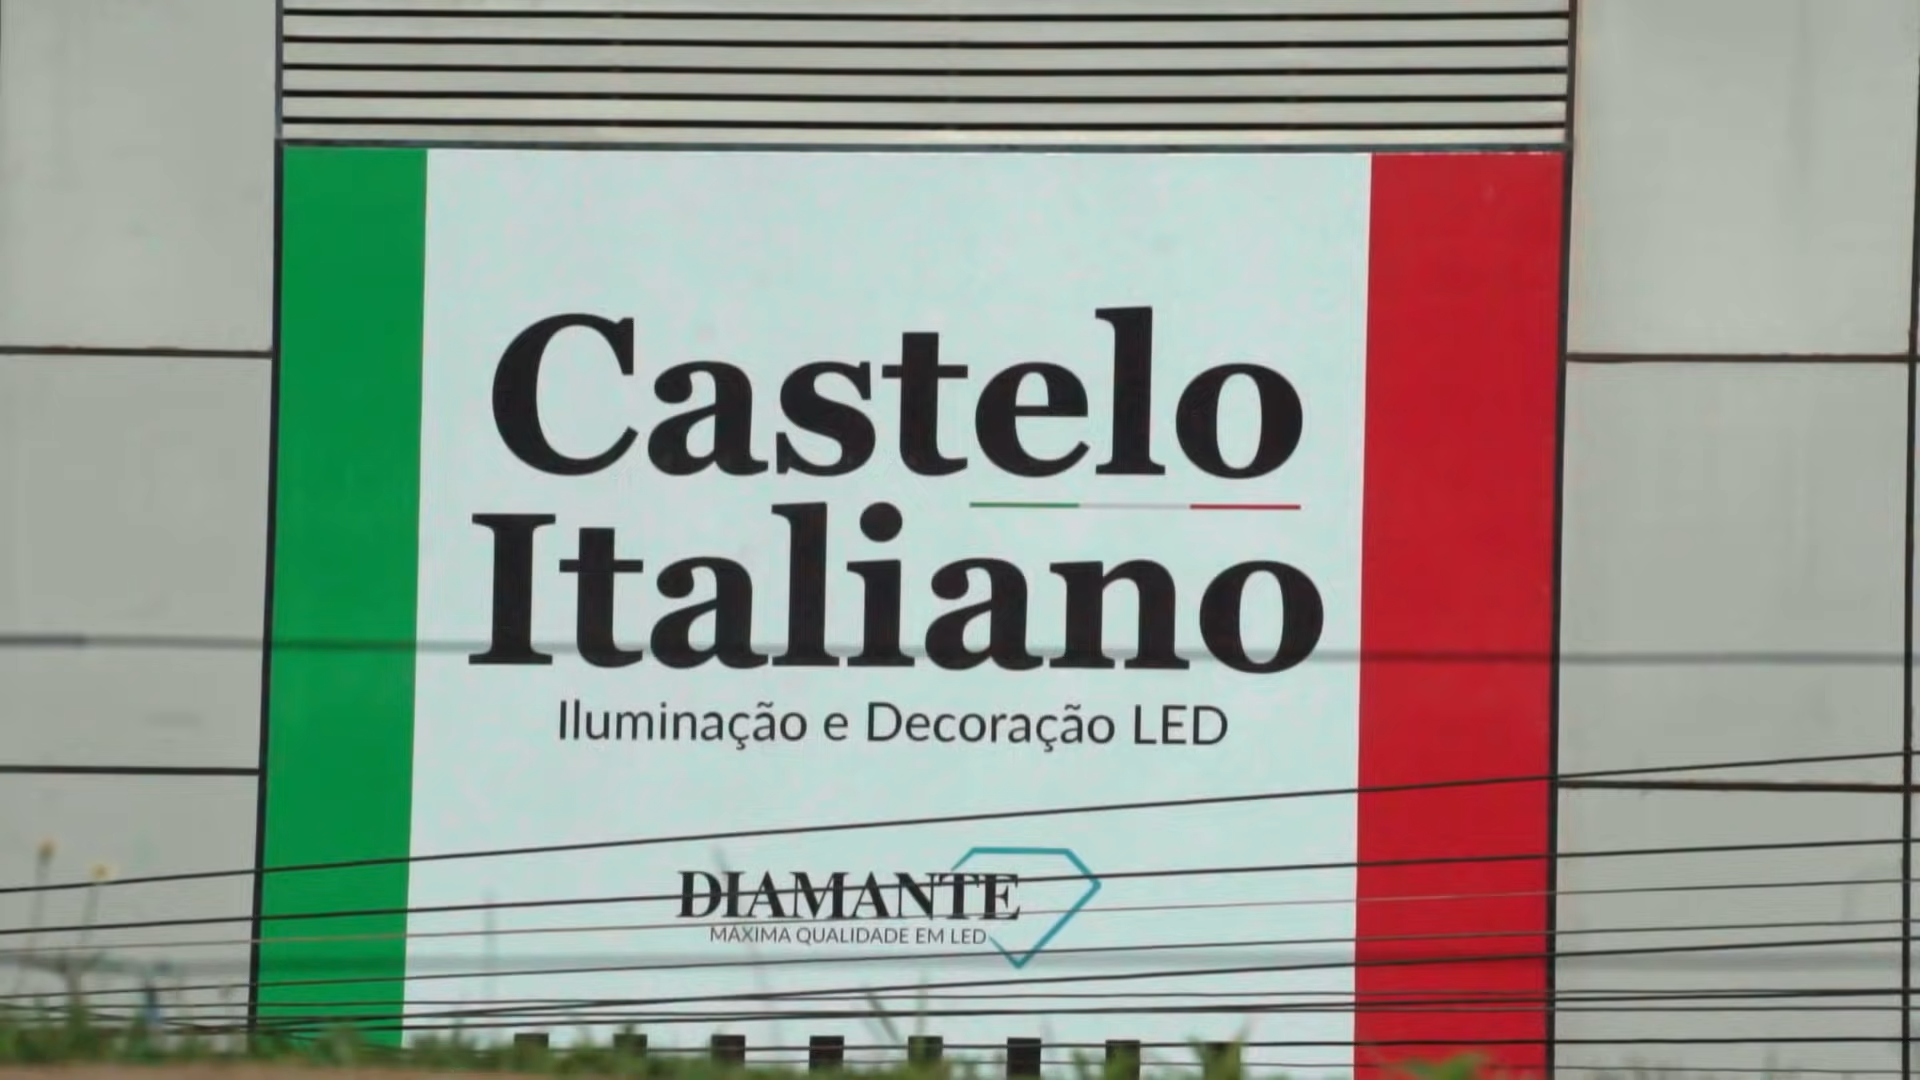 Castelo
Italiano
Iluminação e Decoração LED
DIAMANTE
MÁXIMA QUALIDADE EM LED